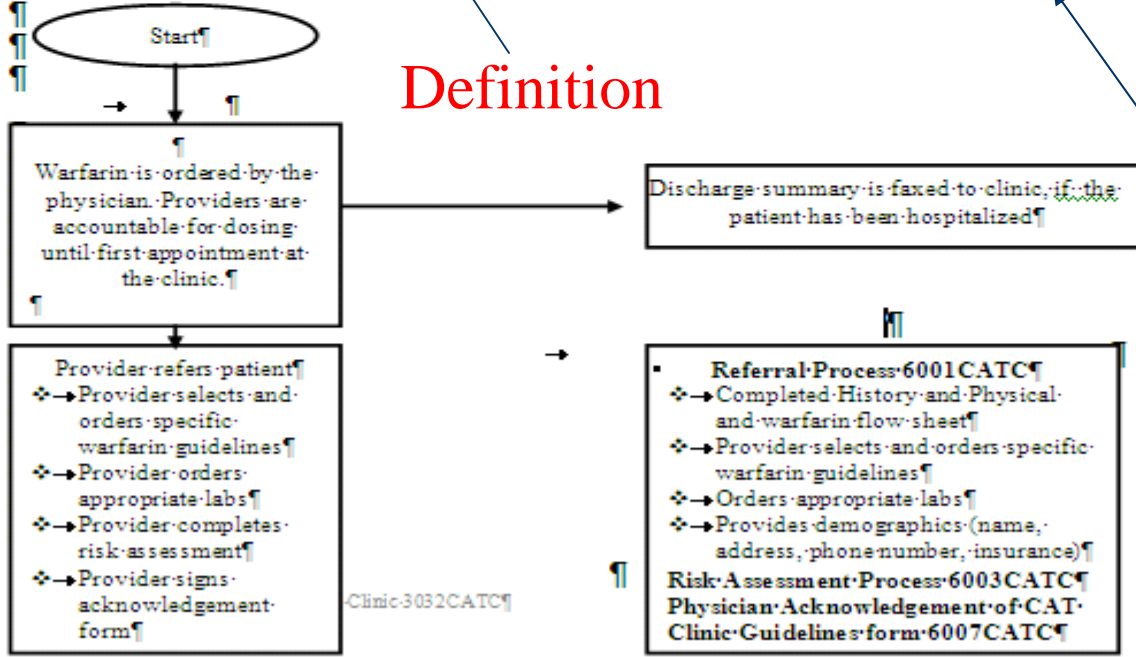 Start¶
Definition
Warfarin·is·ordered·by·the·
physician.·Providers·are·
accountable·for·dosing·
until·first·appointment·at·
the·clinic.¶
Discharge·summary·is·faxed·to·clinic,·if··the·
patient·has·been·hospitalized¶
Provider·refers·patient¶
❖→Provider·selects·and·
orders·specific·
warfarin·guidelines¶
❖→Provider·orders·
appropriate·labs¶
❖→Provider·completes·
risk·assessment¶
❖→Provider·signs·
acknowledgement·
form¶
-Clinic·3032CATC¶
▪ Referral·Process·6001CATC¶
❖→Completed·History·and·Physical·
and·warfarin·flow·sheet¶
❖→Provider·selects·and·orders·specific·
warfarin·guidelines¶
❖→Orders·appropriate·labs¶
❖→Provides·demographics·(name,·
address,·phone·number,·insurance)¶
Risk·Assessment·Process·6003CATC¶
Physician·Acknowledgement·of·CAT·
Clinic·Guidelines·form·6007CATC¶